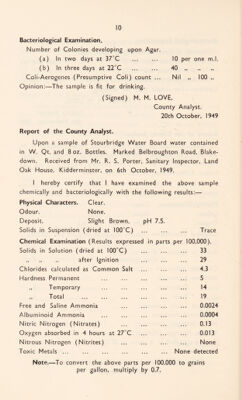 10
Bacteriological Examination.
Number of Colonies developing upon Agar.
(a) In two days at 37°C ... ... 10 per one m.l.
(b) In three days at 22°C ... 40 „ „ „
Coli-Aerogenes (Presumptive Coli) count ... Nil „ 100 „
Opinion:—The sample is fit for drinking.
(Signed) M. M. LOVE,
County Analyst.
20th October, 1949
Report of the County Analyst.
Upon a sample of Stourbridge Water Board water contained
in W. Qt. and 8 oz. Bottles. Marked Belbroughton Road, Blake-
down. Received from Mr. R. S. Porter, Sanitary Inspector, Land
Oak House, Kidderminster, on 6th October, 1949.
I hereby certify that I have examined the above sample
chemically and bacteriologically with the following results:—
Physical Characters. Clear.
Odour. None.
Deposit. Slight Brown. pH 7.5.
Solids in Suspension (dried at 100°C) ... ... ... Trace
Chemical Examination (Results expressed in parts per 100,000).
Solids in Solution (dried at 100°C) ... ... ... 33
„ „ „ after Ignition ... ... ... 29
Chlorides calculated as Common Salt ... ... ... 4.3
Hardness Permanent ... ... ... ... 5
„ Temporary ... ... ... ... 14
„ Total ... ... ... ... ... 19
Free and Saline Ammonia ... ... ... ... 0.0024
Albuminoid Ammonia ... ... ... ... 0.0004
Nitric Nitrogen (Nitrates) ... ... ... ... 0.13
Oxygen absorbed in 4 hours at 27°C ... ... ... 0.013
Nitrous Nitrogen (Nitrites) ... ... ... ... None
Toxic Metals ... ... ... ... ... None detected
Note.—To convert the above parts per 100,000 to grains
per gallon, multiply by 0.7.